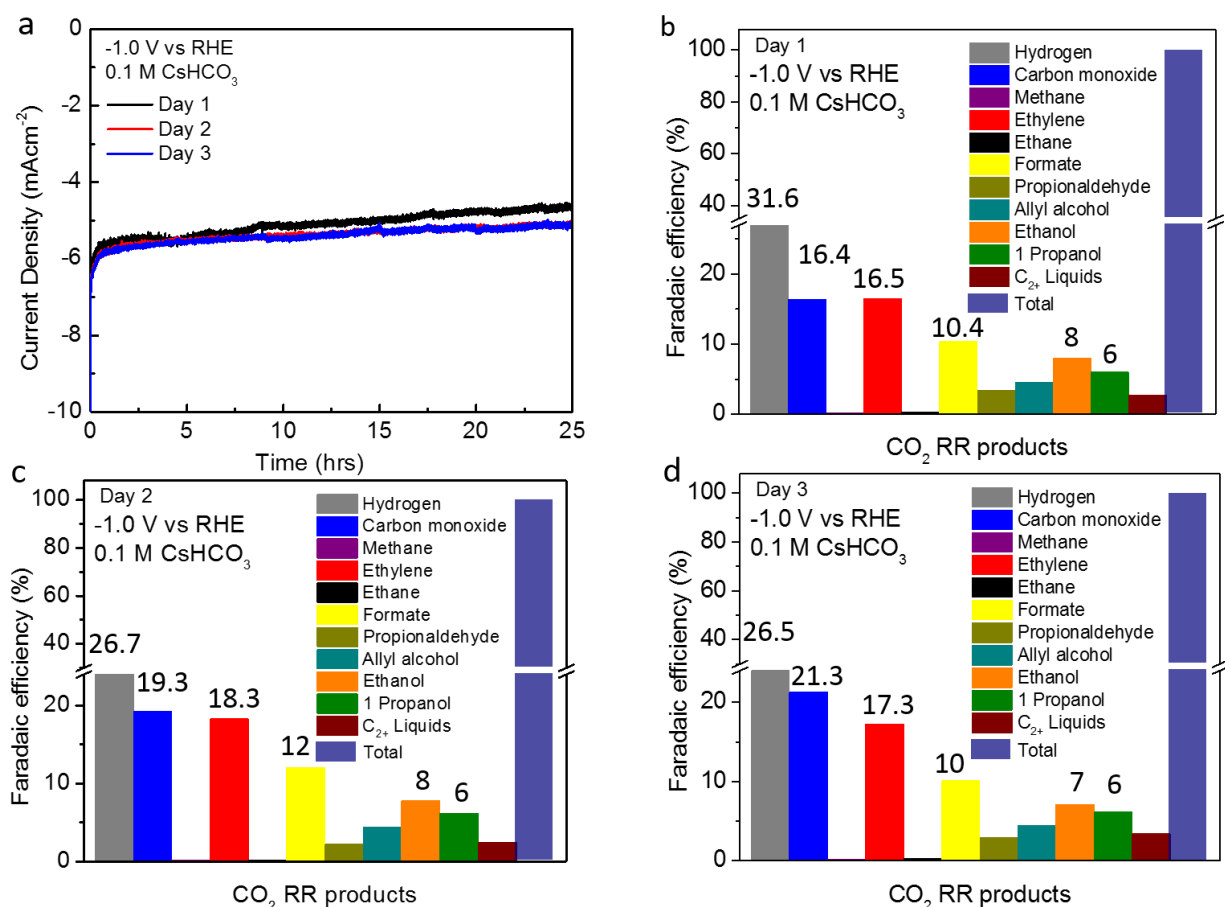 a
-1.0 V vs RHE
0.1 M CsHCO₃
Day 1
Day 2
Day 3
0
-2
-4
-6
-8
-10
Current Density (mAcm⁻²)
0 5 10 15 20 25
Time (hrs)
b
Day 1
-1.0 V vs RHE
0.1 M CsHCO₃
Hydrogen
Carbon monoxide
Methane
Ethylene
Ethane
Formate
Propionaldehyde
Allyl alcohol
Ethanol
1 Propanol
C₂₊ Liquids
Total
100
80
60
40
20
10
0
Faradaic efficiency (%)
31.6
16.4
16.5
10.4
8
6
CO₂ RR products
c
Day 2
-1.0 V vs RHE
0.1 M CsHCO₃
Hydrogen
Carbon monoxide
Methane
Ethylene
Ethane
Formate
Propionaldehyde
Allyl alcohol
Ethanol
1 Propanol
C₂₊ Liquids
Total
100
80
60
40
20
10
0
Faradaic efficiency (%)
26.7
19.3
18.3
12
8
6
CO₂ RR products
d
Day 3
-1.0 V vs RHE
0.1 M CsHCO₃
Hydrogen
Carbon monoxide
Methane
Ethylene
Ethane
Formate
Propionaldehyde
Allyl alcohol
Ethanol
1 Propanol
C₂₊ Liquids
Total
100
80
60
40
20
10
0
Faradaic efficiency (%)
26.5
21.3
17.3
10
7
6
CO₂ RR products